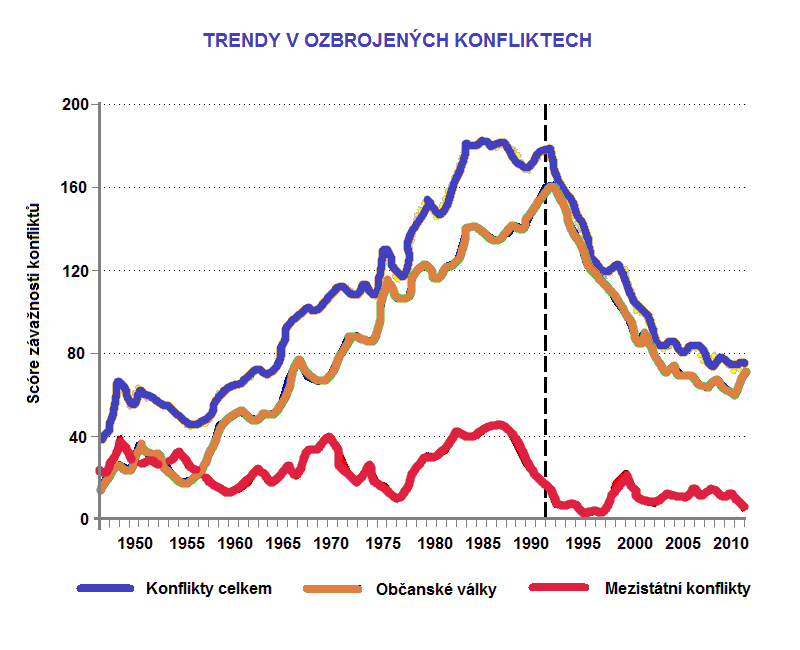 TRENDY V OZBROJENÝCH KONFLIKTECH
Scóre závažnosti konfliktů
200
160
120
80
40
0
1950 1955 1960 1965 1970 1975 1980 1985 1990 1995 2000 2005 2010
Konflikty celkem Občanské války Mezistátní konflikty